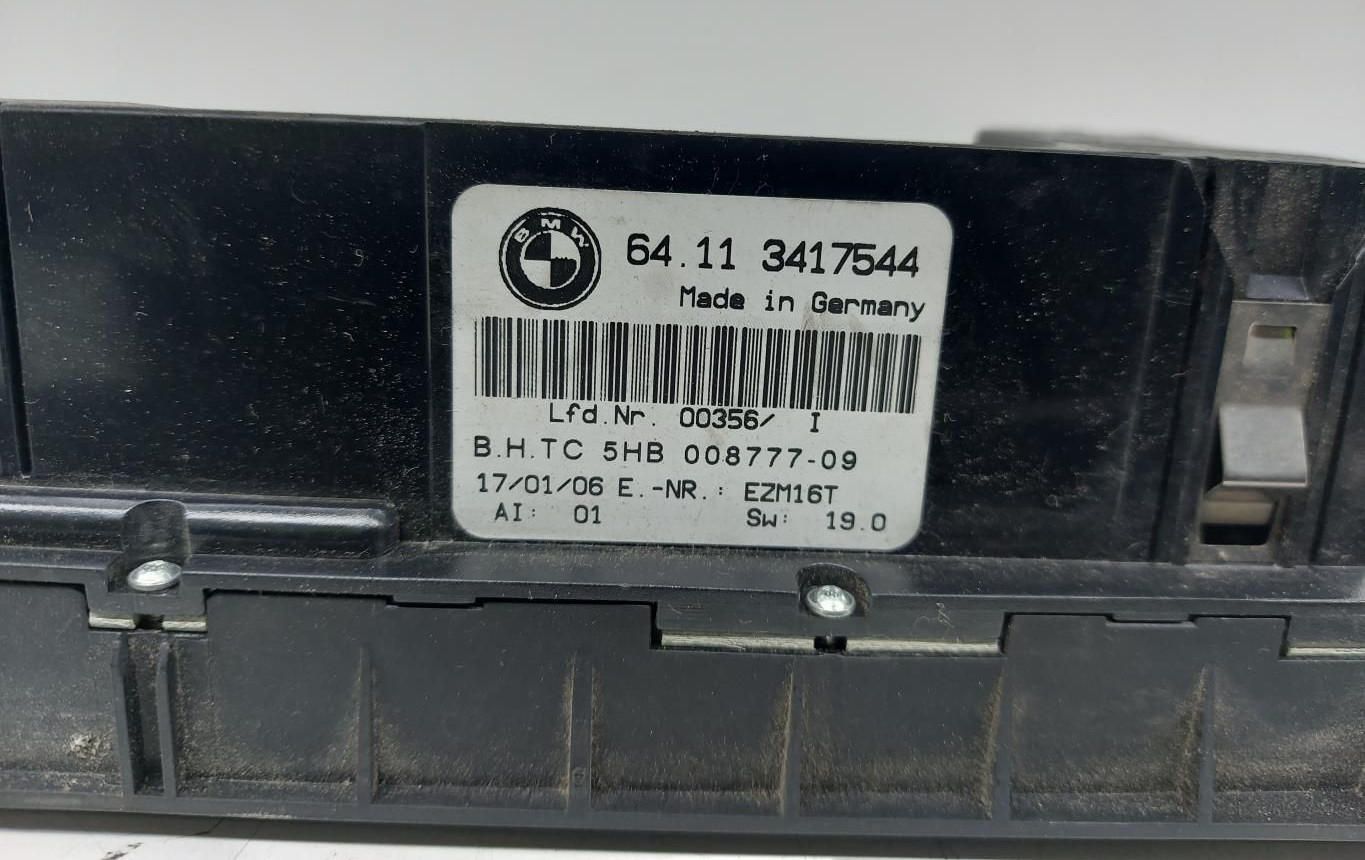 BMW
64.11 3417544
Made in Germany
Lfd.Nr. 00356/ I
B.H.TC 5HB 008777-09
17/01/06 E.-NR.: EZM16T
AI: 01 Sw: 19.0